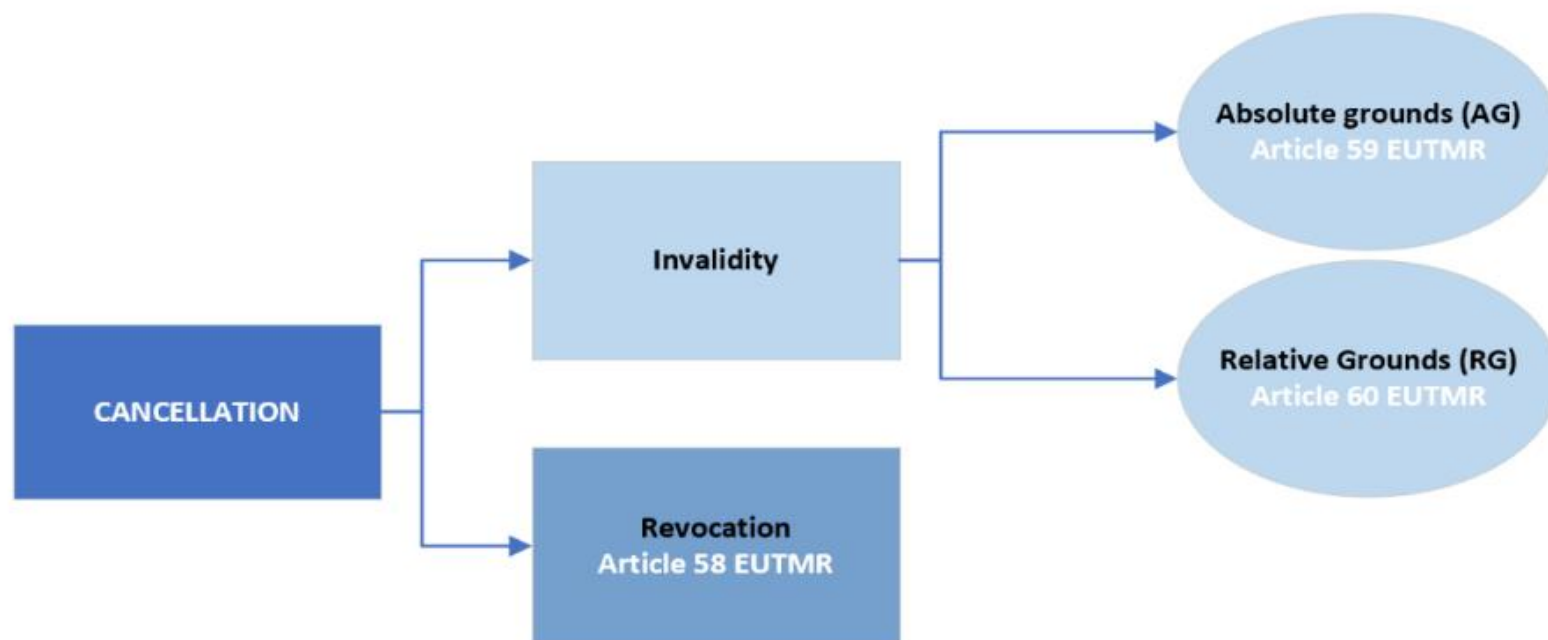 Absolute grounds (AG)
Article 59 EUTMR
Invalidity
Relative Grounds (RG)
Article 60 EUTMR
CANCELLATION
Revocation
Article 58 EUTMR